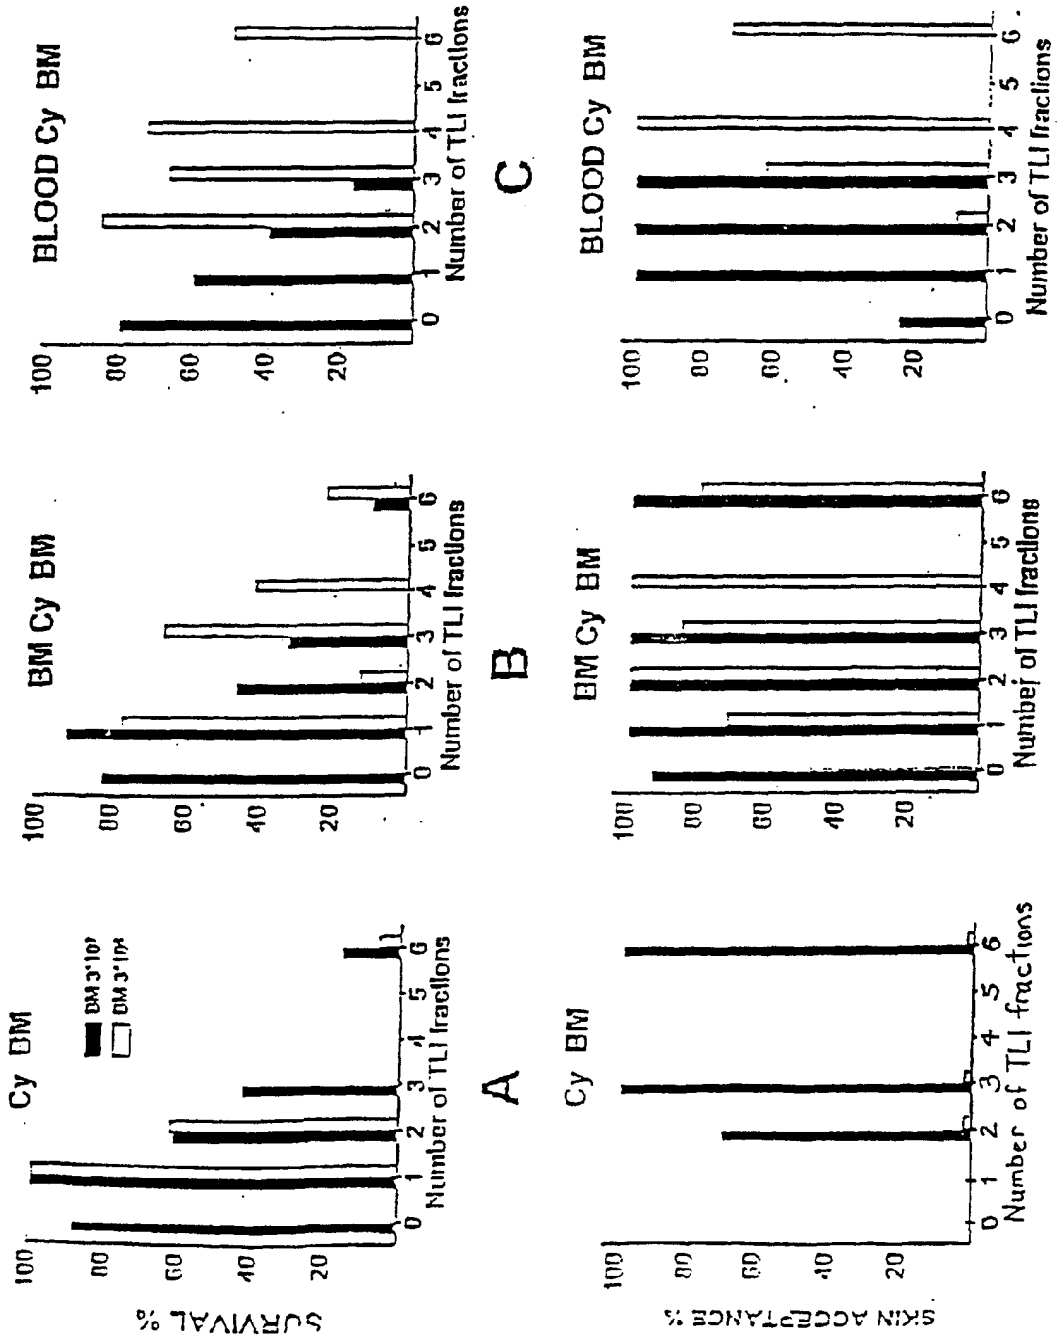 Cy BM
BM 3*10⁷
BM 3*10⁶
SURVIVAL %
100
80
60
40
20
0 1 2 3 4 5 6
Number of TLI fractions
BM Cy BM
100
80
60
40
20
0 1 2 3 4 5 6
Number of TLI fractions
BLOOD Cy BM
100
80
60
40
20
0 1 2 3 4 5 6
Number of TLI fractions
A
B
C
Cy BM
SKIN ACCEPTANCE %
100
80
60
40
20
0 1 2 3 4 5 6
Number of TLI fractions
BM Cy BM
100
80
60
40
20
0 1 2 3 4 5 6
Number of TLI fractions
BLOOD Cy BM
100
80
60
40
20
0 1 2 3 4 5 6
Number of TLI fractions